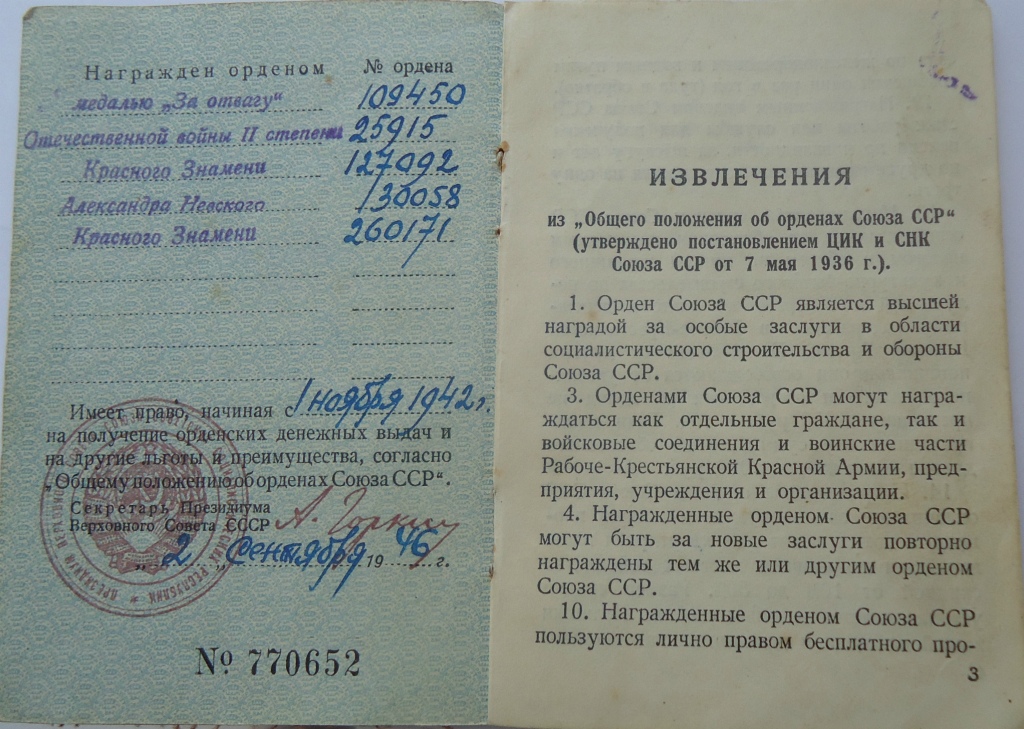 Награжден орденом № ордена
медалью „За отвагу“ 109450
Отечественной войны II степени 25915
Красного Знамени 127092
Александра Невского 30058
Красного Знамени 260171
Имеет право, начиная с 1 ноября 1942 г.
на получение орденских денежных выдач и
на другие льготы и преимущества, согласно
„Общему положению об орденах Союза ССР“.
Секретарь Президиума
Верховного Совета СССР А. Горкин
„2„ сентября 1946 г.
№ 770652
ИЗВЛЕЧЕНИЯ
из „Общего положения об орденах Союза ССР“
(утверждено постановлением ЦИК и СНК
Союза ССР от 7 мая 1936 г.).
1. Орден Союза ССР является высшей
наградой за особые заслуги в области
социалистического строительства и обороны
Союза ССР.
3. Орденами Союза ССР могут награ-
ждаться как отдельные граждане, так и
войсковые соединения и воинские части
Рабоче-Крестьянской Красной Армии, пред-
приятия, учреждения и организации.
4. Награжденные орденом Союза ССР
могут быть за новые заслуги повторно
награждены тем же или другим орденом
Союза ССР.
10. Награжденные орденом Союза ССР
пользуются лично правом бесплатного про-
3